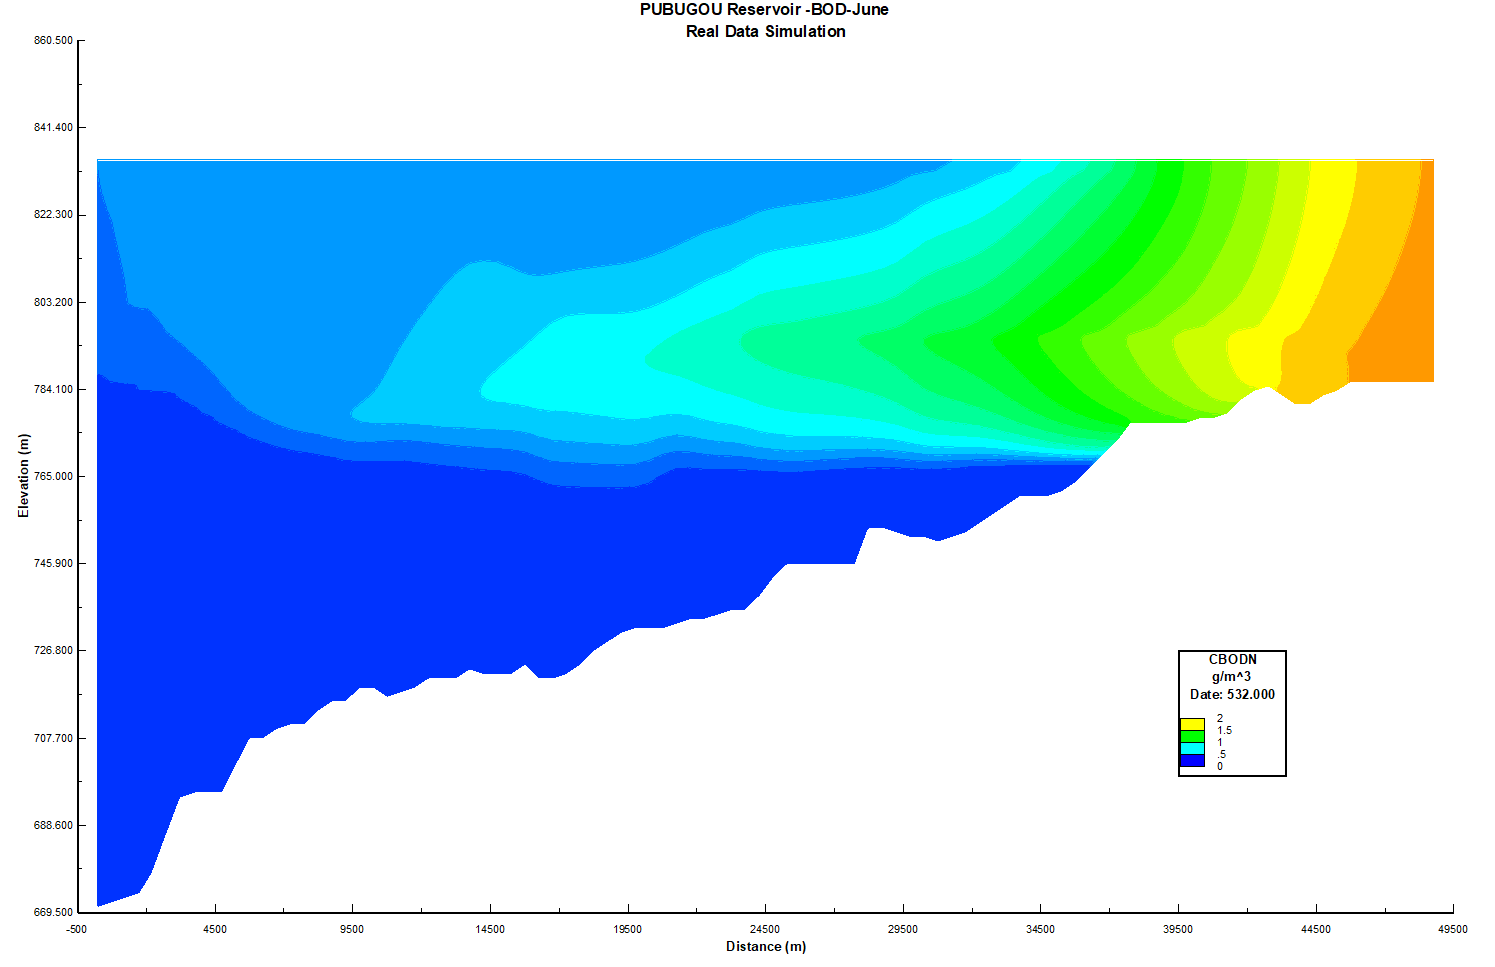 PUBUGOU Reservoir -BOD-June
Real Data Simulation
860.500
841.400
822.300
803.200
784.100
765.000
745.900
726.800
707.700
688.600
669.500
Elevation (m)
-500 4500 9500 14500 19500 24500 29500 34500 39500 44500 49500
Distance (m)
CBODN
g/m^3
Date: 532.000
2
1.5
1
.5
0